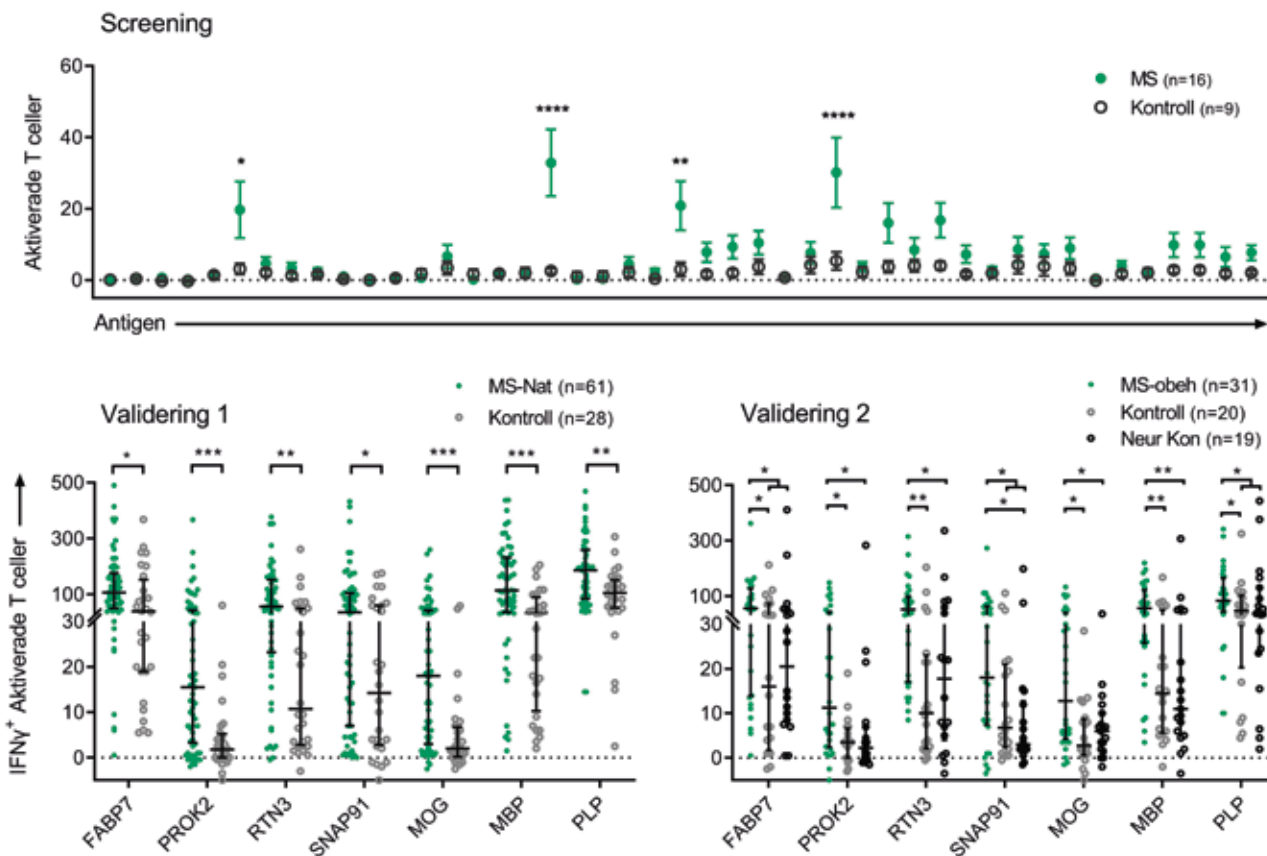 Screening
60
40
20
0
Aktiverade T celler
MS (n=16)
Kontroll (n=9)
*
****
**
****
Antigen
Validering 1
MS-Nat (n=61)
Kontroll (n=28)
IFNγ+ Aktiverade T celler
500
300
100
30
20
10
0
* *** ** * *** *** **
FABP7 PROK2 RTN3 SNAP91 MOG MBP PLP
Validering 2
MS-obeh (n=31)
Kontroll (n=20)
Neur Kon (n=19)
500
300
100
30
20
10
0
* * * * * ** *
* * ** * * ** *
FABP7 PROK2 RTN3 SNAP91 MOG MBP PLP